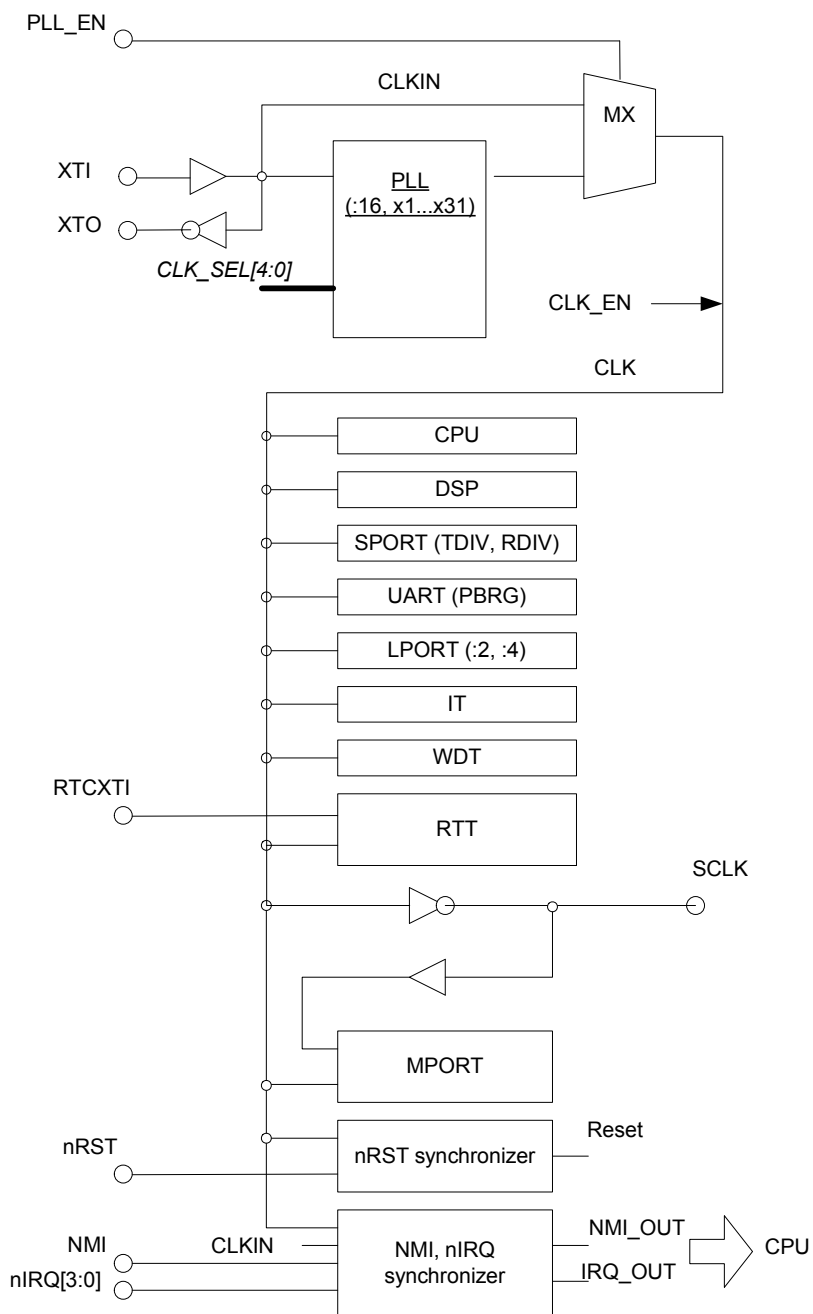 PLL_EN
CLKIN
MX
XTI
PLL
(:16, x1...x31)
XTO
CLK_SEL[4:0]
CLK_EN
CLK
CPU
DSP
SPORT (TDIV, RDIV)
UART (PBRG)
LPORT (:2, :4)
IT
WDT
RTCXTI
RTT
SCLK
MPORT
nRST
nRST synchronizer
Reset
NMI
CLKIN
NMI, nIRQ
synchronizer
NMI_OUT
CPU
nIRQ[3:0]
IRQ_OUT